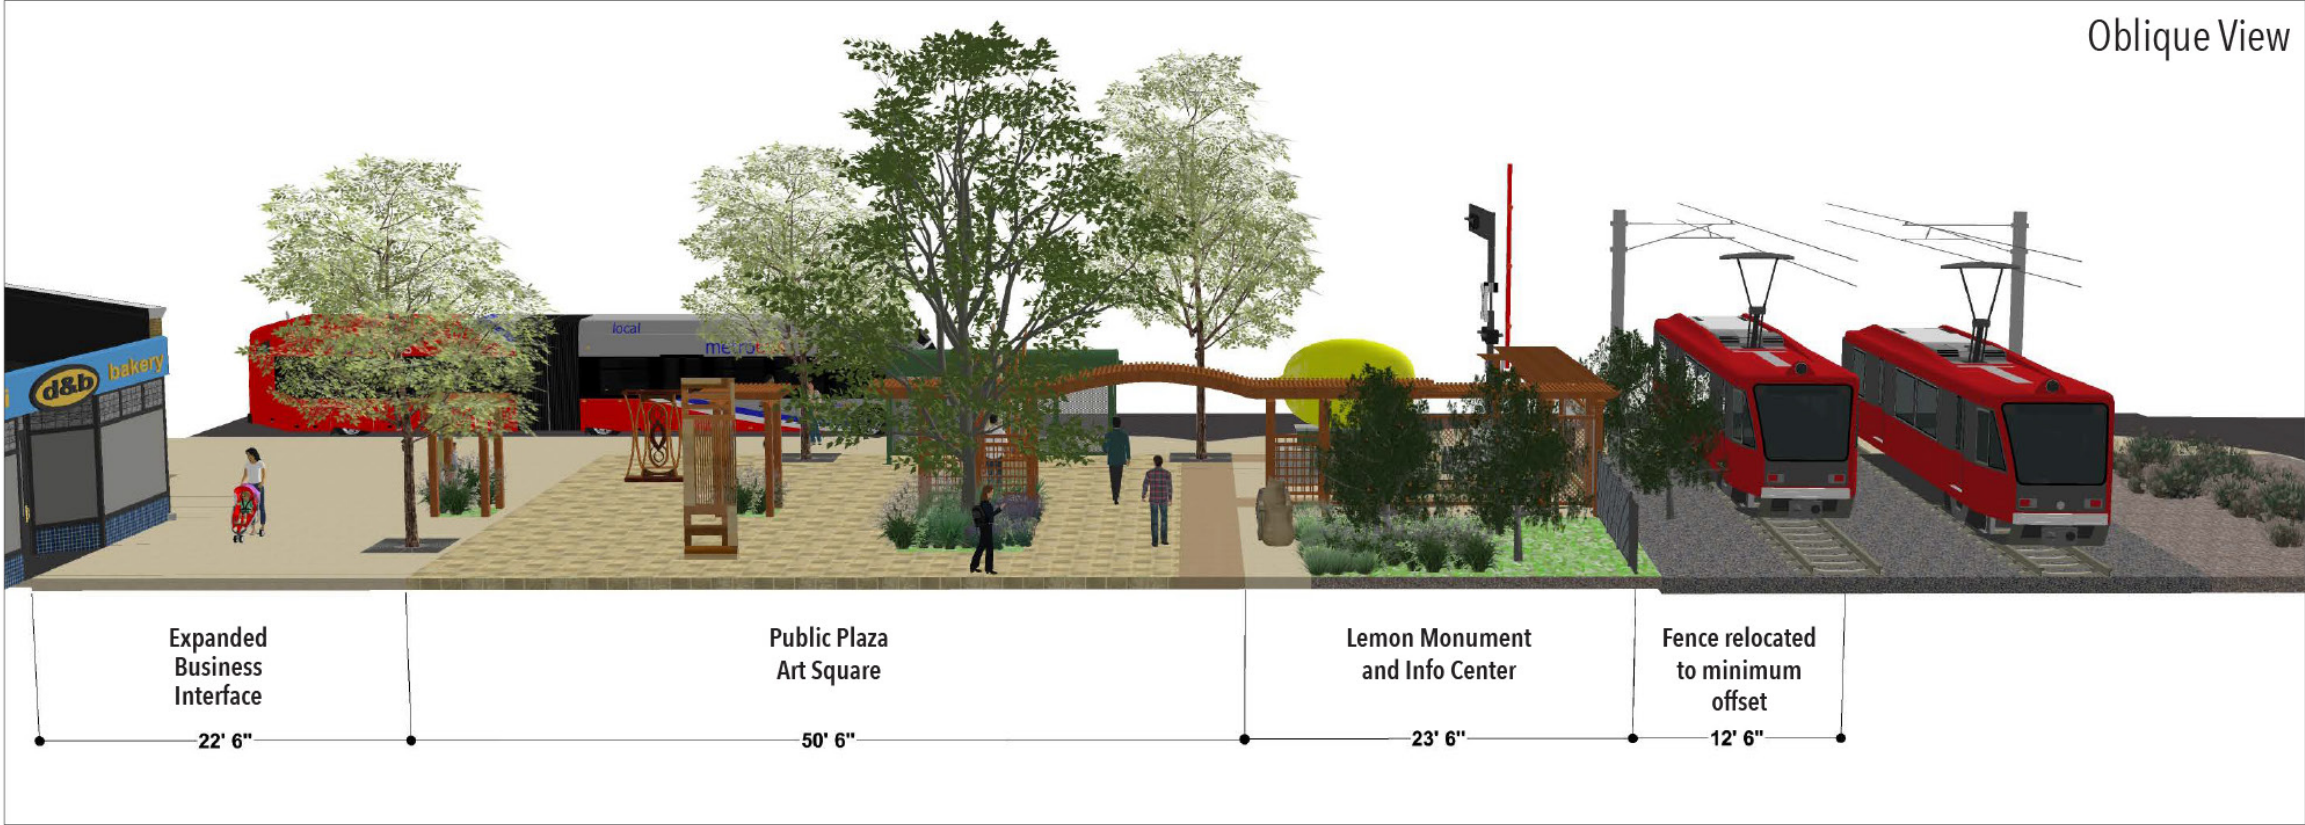 Oblique View
local
metro
d&b
bakery
Expanded
Business
Interface
Public Plaza
Art Square
Lemon Monument
and Info Center
Fence relocated
to minimum
offset
22' 6"
50' 6"
23' 6"
12' 6"